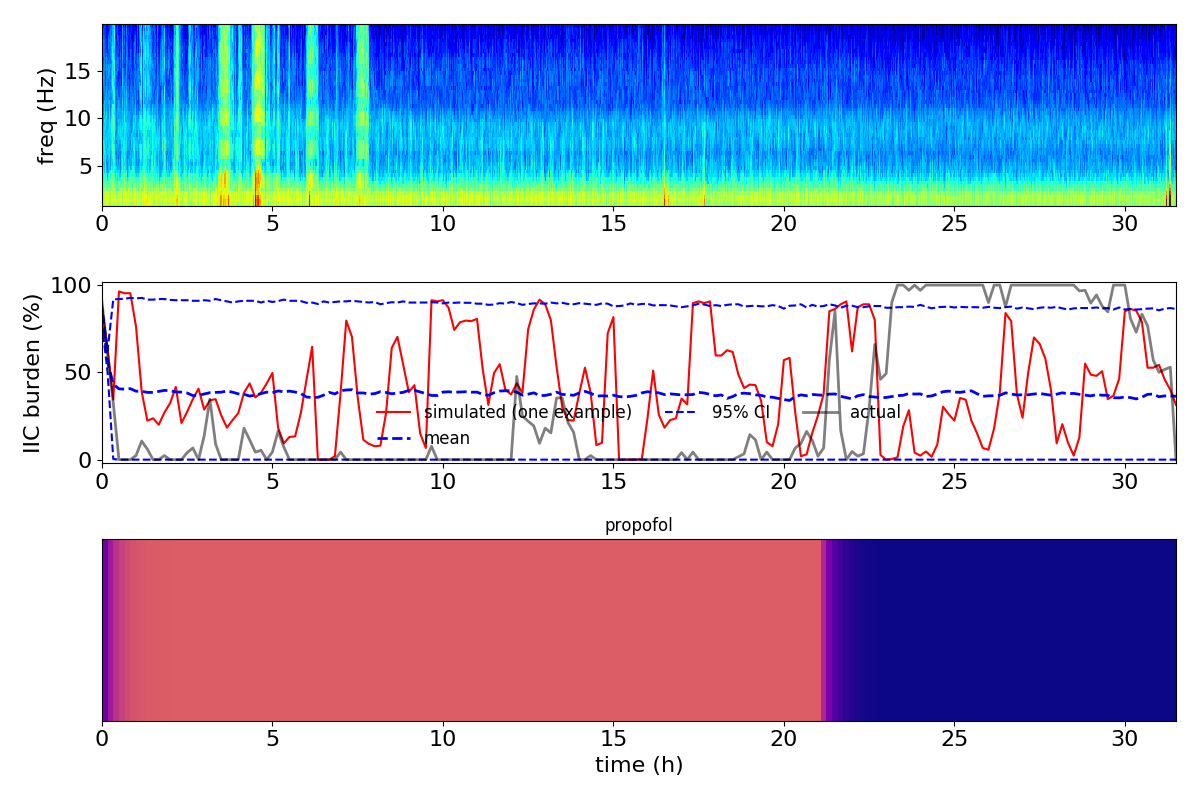 freq (Hz)
15
10
5
0 5 10 15 20 25 30
IIC burden (%)
100
50
0
simulated (one example) 95% CI actual
mean
0 5 10 15 20 25 30
propofol
0 5 10 15 20 25 30
time (h)